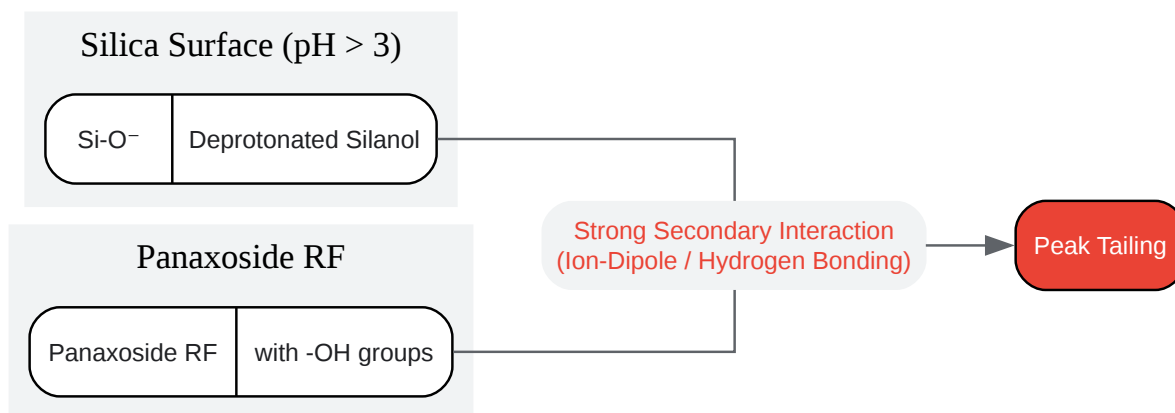 Silica Surface (pH > 3)
Si-O⁻ Deprotonated Silanol
Strong Secondary Interaction
(Ion-Dipole / Hydrogen Bonding)
Peak Tailing
Panaxoside RF
Panaxoside RF with -OH groups